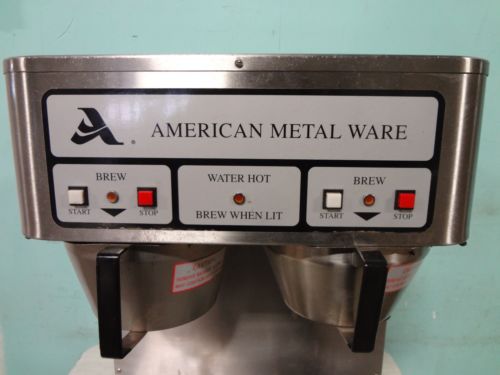 AMERICAN METAL WARE
BREW
START
STOP
WATER HOT
BREW WHEN LIT
BREW
START
STOP